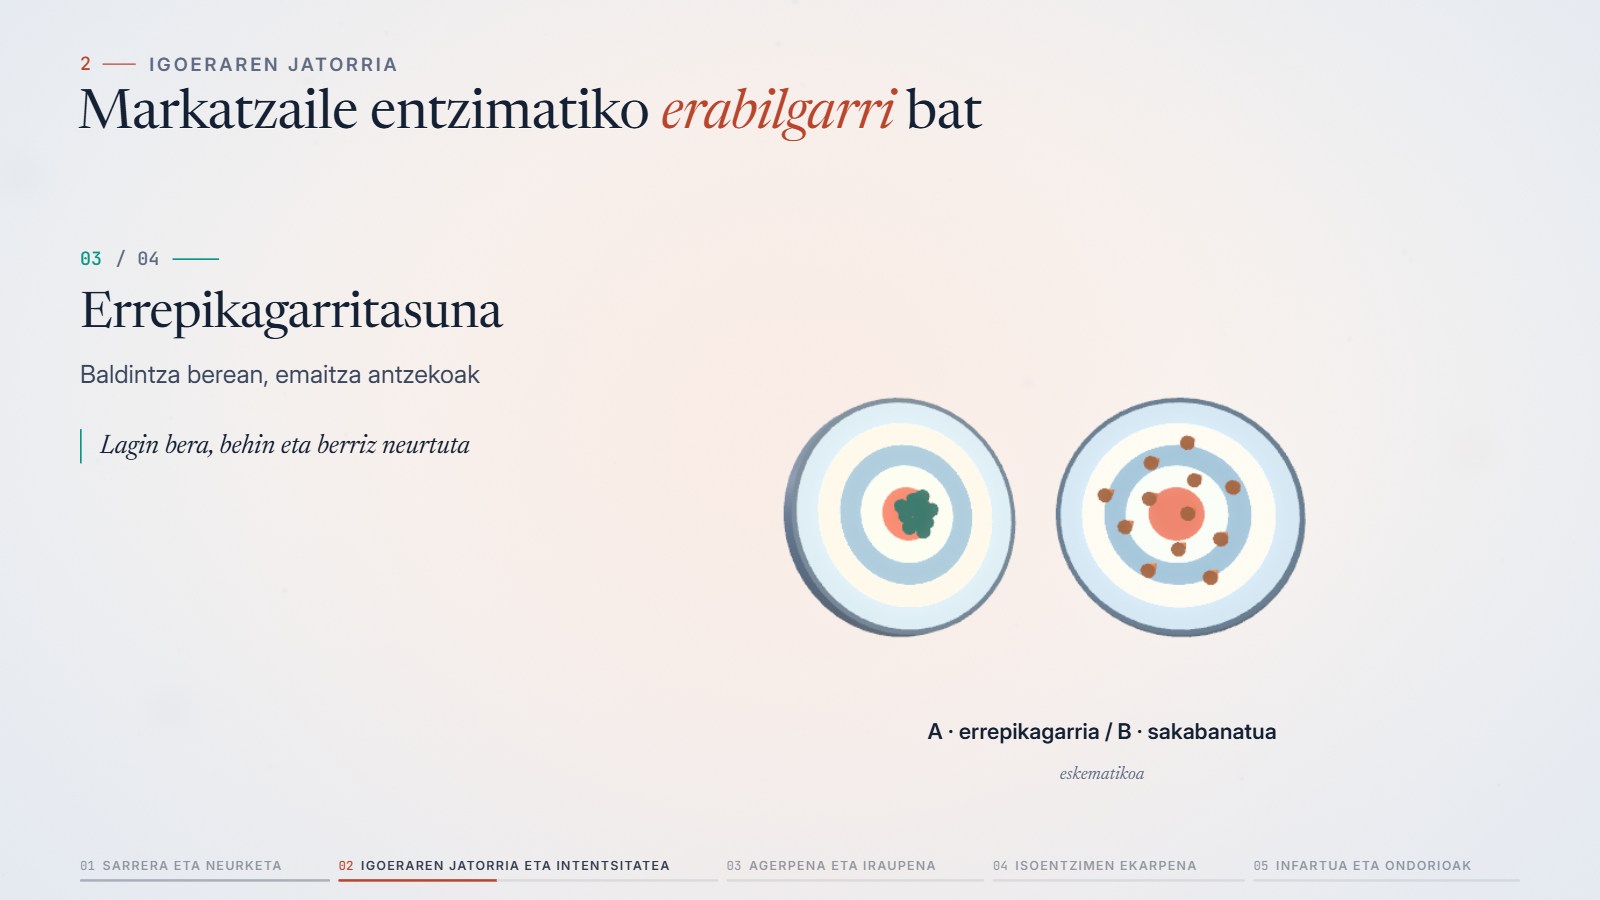 2 — IGOERAREN JATORRIA
Markatzaile entzimatiko erabilgarri bat
03 / 04
Errepikagarritasuna
Baldintza berean, emaitza antzekoak
Lagin bera, behin eta berriz neurtuta
A · errepikagarria / B · sakabanatua
eskematikoa
01 SARRERA ETA NEURKETA
02 IGOERAREN JATORRIA ETA INTENTSITATEA
03 AGERPENA ETA IRAUPENA
04 ISOENTZIMEN EKARPENA
05 INFARTUA ETA ONDORIOAK